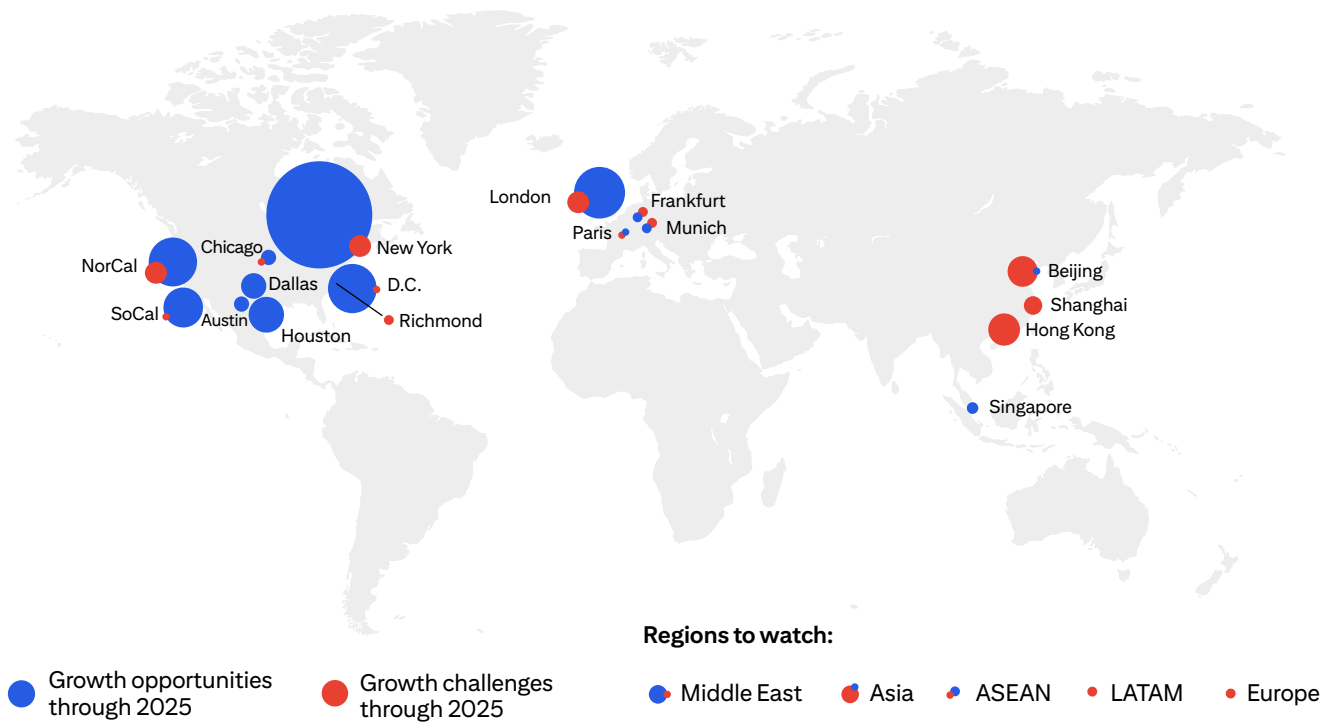 London
Frankfurt
Paris
Munich
Chicago
New York
NorCal
Dallas
D.C.
SoCal
Austin
Richmond
Houston
Beijing
Shanghai
Hong Kong
Singapore
Regions to watch:
Growth opportunities
through 2025
Growth challenges
through 2025
Middle East
Asia
ASEAN
LATAM
Europe